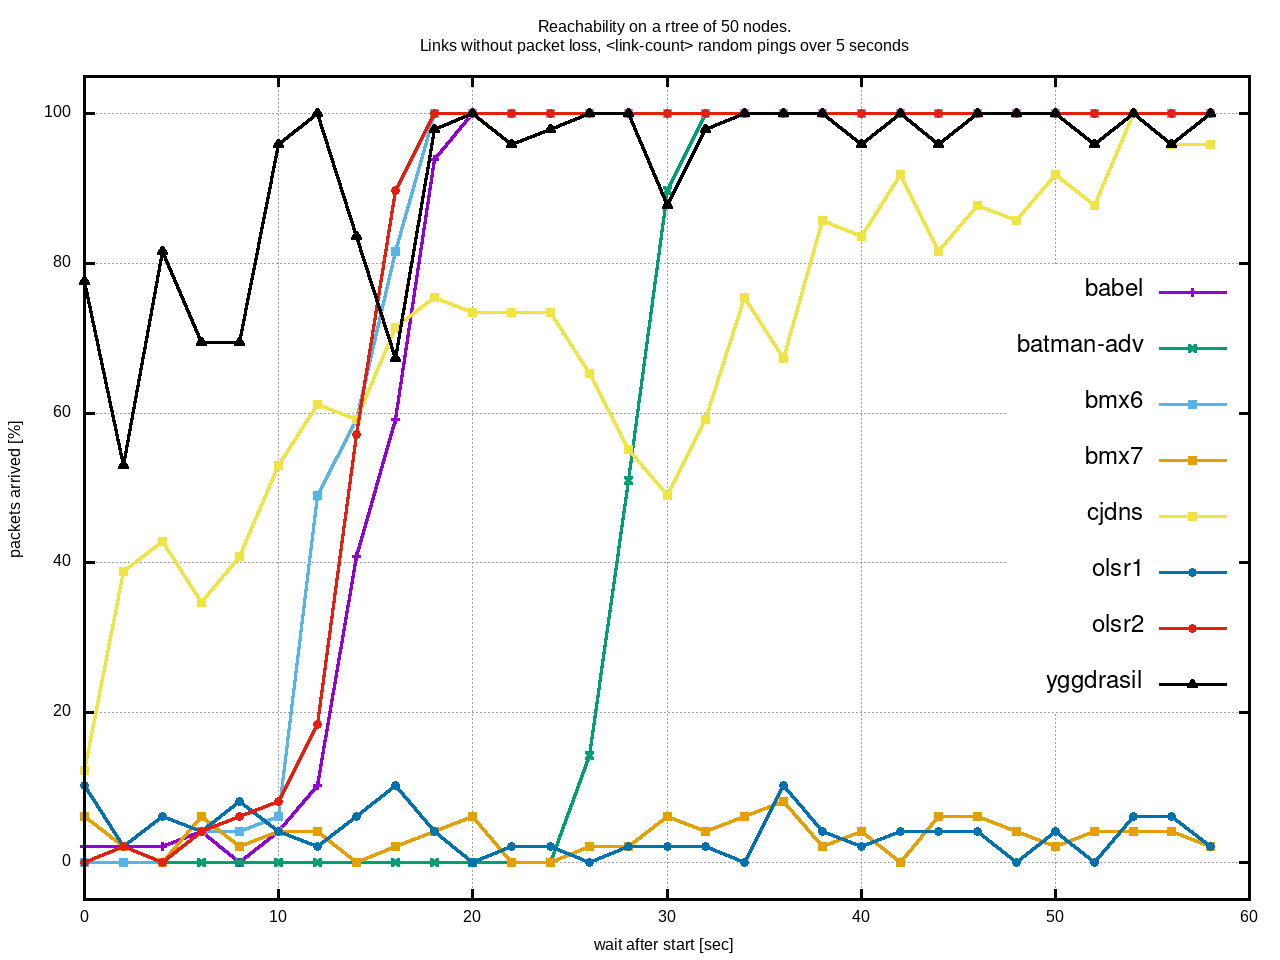 Reachability on a rtree of 50 nodes.
Links without packet loss, <link-count> random pings over 5 seconds
100
80
60
40
20
0
packets arrived [%]
babel
batman-adv
bmx6
bmx7
cjdns
olsr1
olsr2
yggdrasil
0 10 20 30 40 50 60
wait after start [sec]